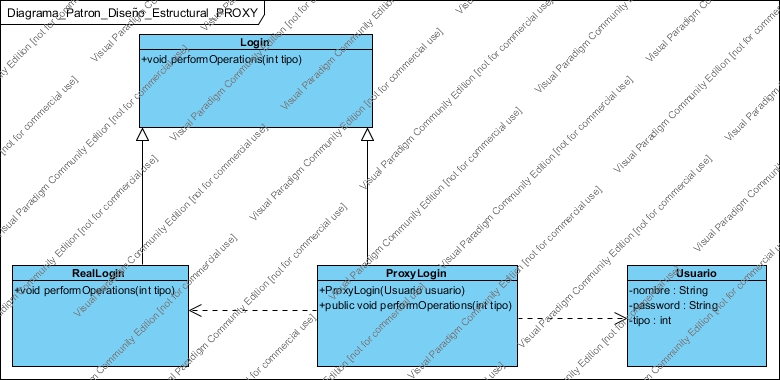 Diagrama_Patron_Diseño_Estructural_PROXY
Login
+void performOperations(int tipo)
RealLogin
+void performOperations(int tipo)
ProxyLogin
+ProxyLogin(Usuario usuario)
+public void performOperations(int tipo)
Usuario
-nombre : String
-password : String
-tipo : int
Visual Paradigm Community Edition [not for commercial use]